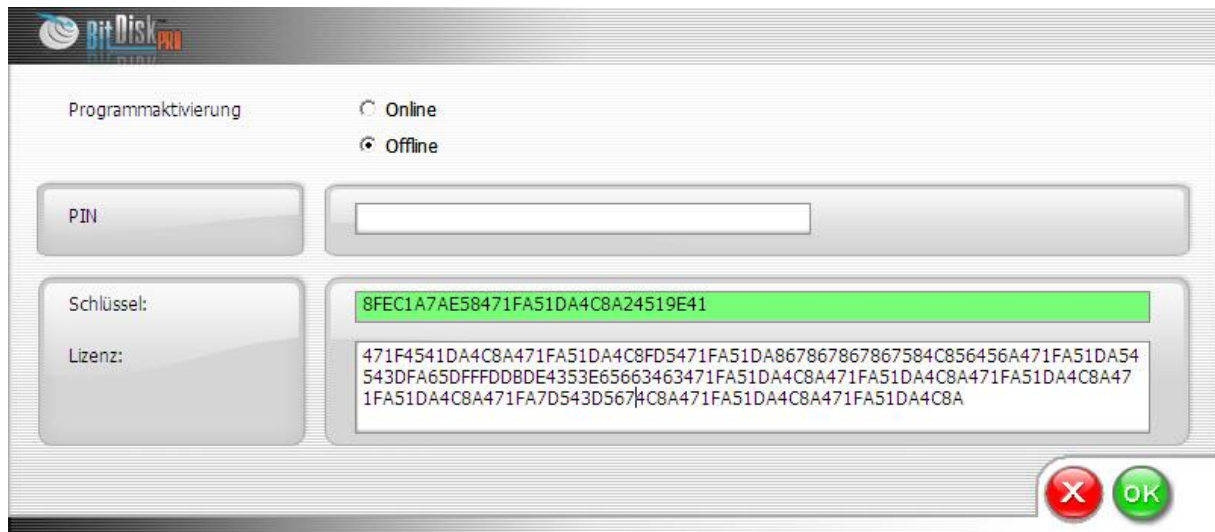 BitDisk PRO
Programmaktivierung
Online
Offline
PIN
Schlüssel:
8FEC1A7AE58471FA51DA4C8A24519E41
Lizenz:
471F4541DA4C8A471FA51DA4C8FD5471FA51DA867867867867584C856456A471FA51DA54
543DFA65DFFFDDBDE4353E65663463471FA51DA4C8A471FA51DA4C8A471FA51DA4C8A47
1FA51DA4C8A471FA7D543D5674C8A471FA51DA4C8A471FA51DA4C8A
X
OK